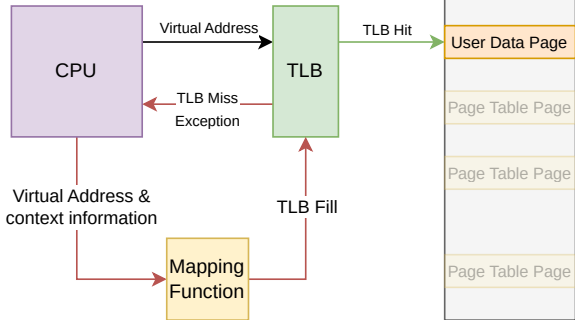 Virtual Address
TLB Hit
User Data Page
CPU
TLB
TLB Miss
Exception
Page Table Page
Page Table Page
Virtual Address &
context information
TLB Fill
Mapping
Function
Page Table Page